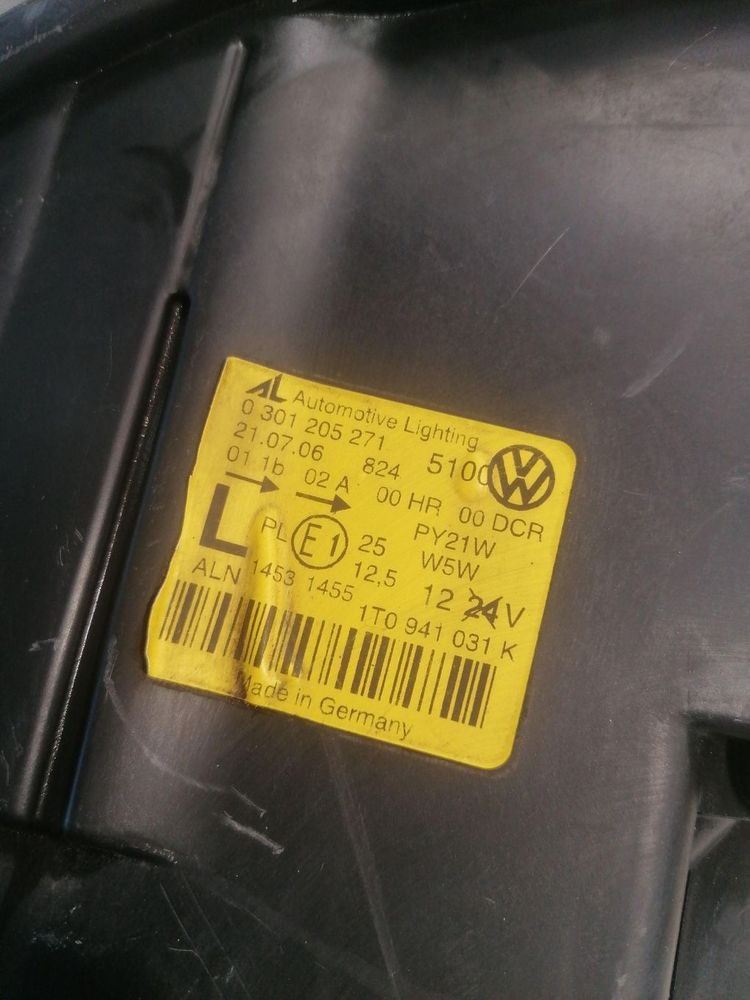 AL Automotive Lighting
0 301 205 271
21.07.06 824 5100
01 1b 02 A 00 HR 00 DCR
L PL E1 25 PY21W
12,5 W5W
ALN 1453 1455 12 24 V
1T0 941 031 K
Made in Germany